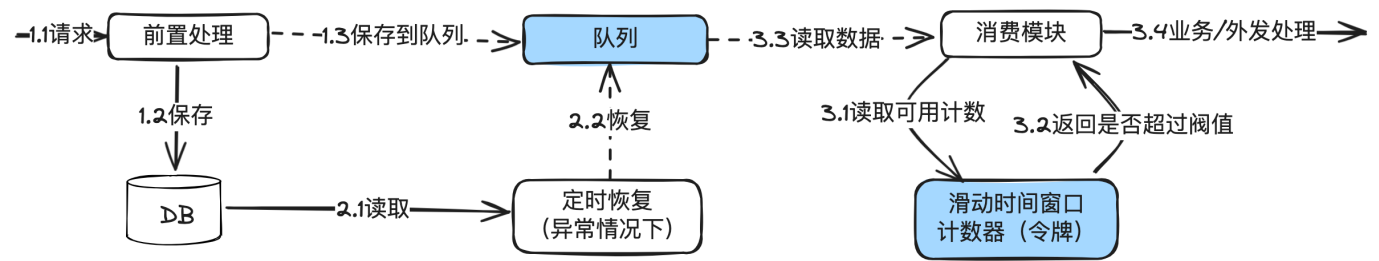 1.1请求
前置处理
1.3保存到队列
队列
3.3读取数据
消费模块
3.4业务/外发处理
1.2保存
2.2恢复
3.1读取可用计数
3.2返回是否超过阀值
DB
2.1读取
定时恢复
（异常情况下）
滑动时间窗口
计数器（令牌）